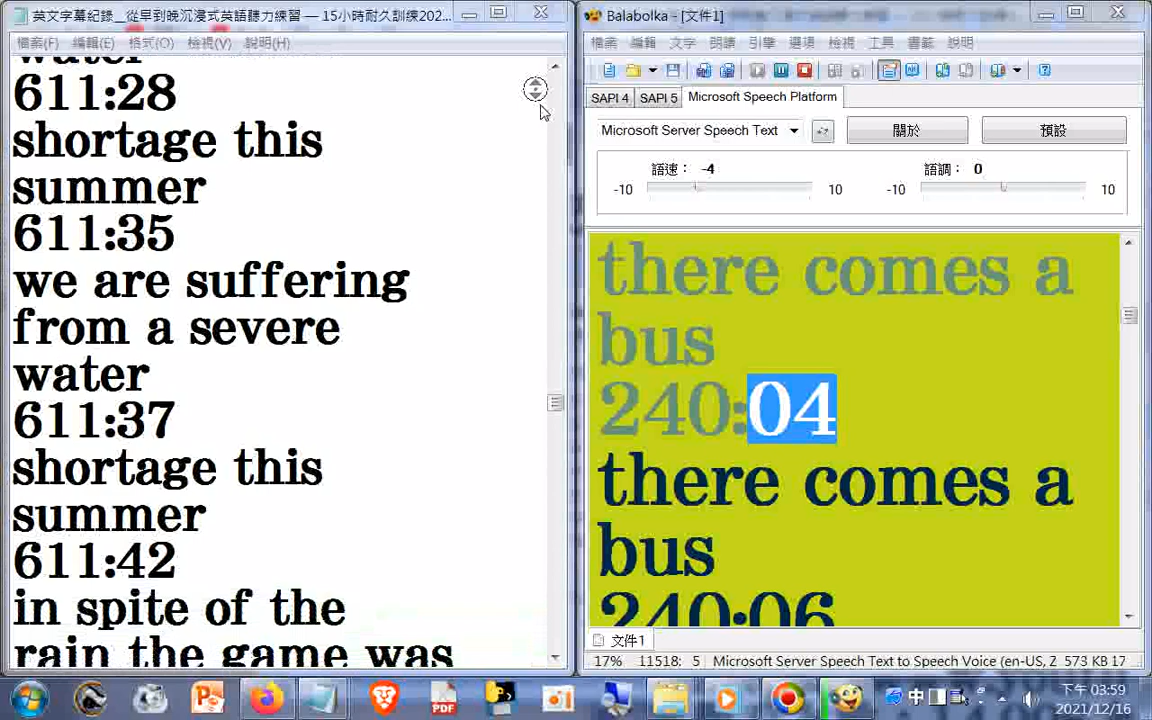 英文字幕紀錄__從早到晚沉浸式英語聽力練習 — 15小時耐久訓練202...
檔案(F) 編輯(E) 格式(O) 檢視(V) 說明(H)
water
611:28
shortage this
summer
611:35
we are suffering
from a severe
water
611:37
shortage this
summer
611:42
in spite of the
rain the game was
Balabolka - [文件1]
檔案 編輯 文字 朗讀 引擎 選項 檢視 工具 書籤 說明
SAPI 4 SAPI 5 Microsoft Speech Platform
Microsoft Server Speech Text 關於 預設
語速: -4 語調: 0
-10 10 -10 10
there comes a
bus
240:04
there comes a
bus
240:06
文件1
17% 11518: 5 Microsoft Server Speech Text to Speech Voice (en-US, 2 573 KB 17
PDF 中 下午 03:59
2021/12/16